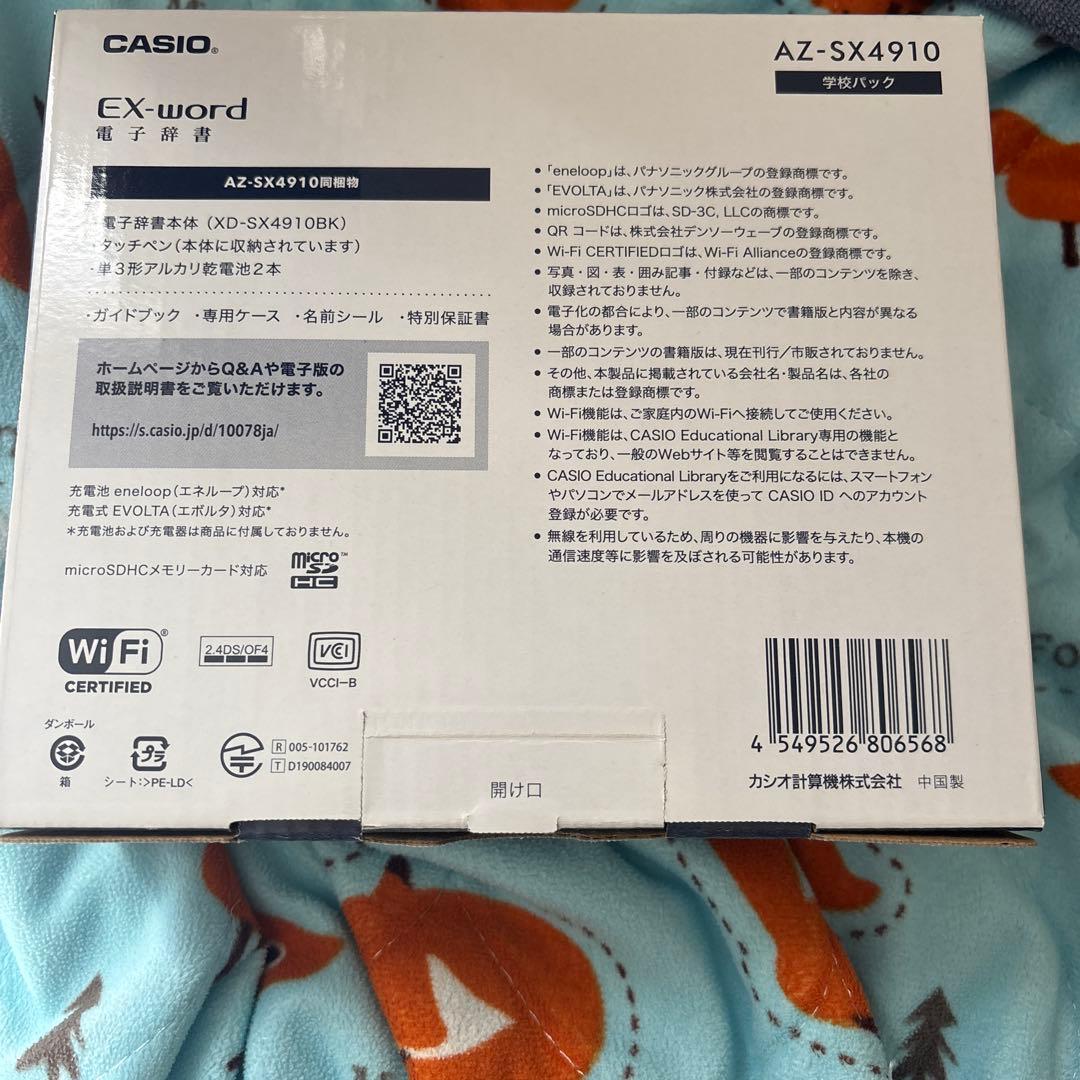 CASIO®
AZ-SX4910
学校パック
EX-word
電子辞書
AZ-SX4910同梱物
・電子辞書本体（XD-SX4910BK）
・タッチペン（本体に収納されています）
・単３形アルカリ乾電池２本
・ガイドブック ・専用ケース ・名前シール ・特別保証書
ホームページからQ&Aや電子版の
取扱説明書をご覧いただけます。
https://s.casio.jp/d/10078ja/
充電池 eneloop（エネループ）対応*
充電式 EVOLTA（エボルタ）対応*
＊充電池および充電器は商品に付属しておりません。
microSDHCメモリーカード対応
micro SD HC™
Wi Fi®
CERTIFIED
2.4DS/OF4
VCCI
VCCI-B
ダンボール
箱
プラ
シート:>PE-LD<
R 005-101762
T D190084007
● 「eneloop」は、パナソニックグループの登録商標です。
● 「EVOLTA」は、パナソニック株式会社の登録商標です。
● microSDHCロゴは、SD-3C, LLCの商標です。
● QR コードは、株式会社デンソーウェーブの登録商標です。
● Wi-Fi CERTIFIEDロゴは、Wi-Fi Allianceの登録商標です。
● 写真・図・表・囲み記事・付録などは、一部のコンテンツを除き、
収録されておりません。
● 電子化の都合により、一部のコンテンツで書籍版と内容が異なる
場合があります。
● 一部のコンテンツの書籍版は、現在刊行／市販されておりません。
● その他、本製品に掲載されている会社名・製品名は、各社の
商標または登録商標です。
● Wi-Fi機能は、ご家庭内のWi-Fiへ接続してご使用ください。
● Wi-Fi機能は、CASIO Educational Library専用の機能と
なっており、一般のWebサイト等を閲覧することはできません。
● CASIO Educational Libraryをご利用になるには、スマートフォン
やパソコンでメールアドレスを使って CASIO ID へのアカウント
登録が必要です。
● 無線を利用しているため、周りの機器に影響を与えたり、本機の
通信速度等に影響を及ぼされる可能性があります。
4 549526 806568
カシオ計算機株式会社 中国製
開け口